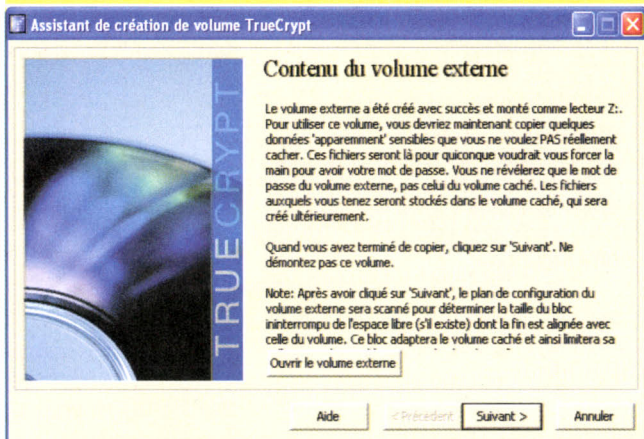 Assistant de création de volume TrueCrypt
TRUECRYPT
Contenu du volume externe
Le volume externe a été créé avec succès et monté comme lecteur Z:.
Pour utiliser ce volume, vous devriez maintenant copier quelques
données 'apparemment' sensibles que vous ne voulez PAS réellement
cacher. Ces fichiers seront là pour quiconque voudrait vous forcer la
main pour avoir votre mot de passe. Vous ne révélerez que le mot de
passe du volume externe, pas celui du volume caché. Les fichiers
auxquels vous tenez seront stockés dans le volume caché, qui sera
créé ultérieurement.
Quand vous avez terminé de copier, cliquez sur 'Suivant'. Ne
démontez pas ce volume.
Note: Après avoir cliqué sur 'Suivant', le plan de configuration du
volume externe sera scanné pour déterminer la taille du bloc
ininterrompu de l'espace libre (s'il existe) dont la fin est alignée avec
celle du volume. Ce bloc adaptera le volume caché et ainsi limitera sa
Ouvrir le volume externe
Aide
< Précédent
Suivant >
Annuler